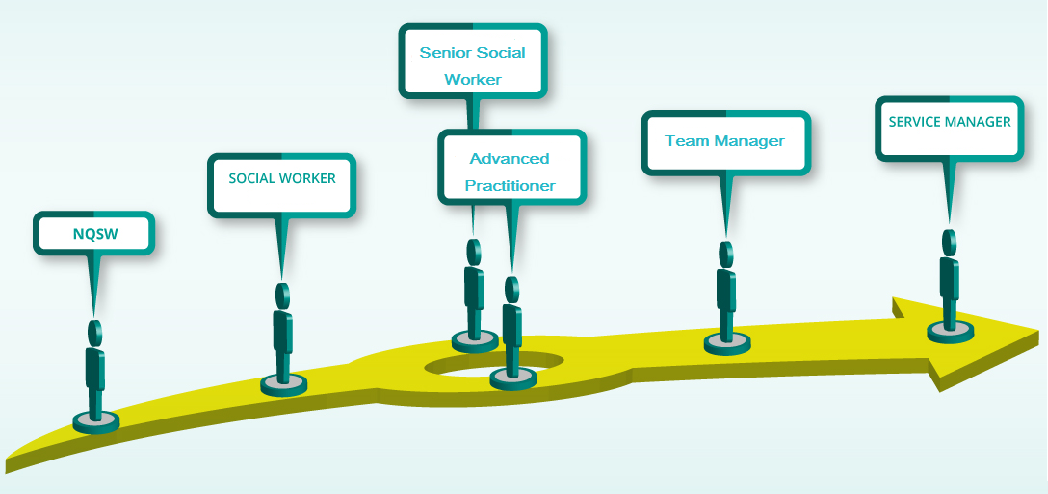 NQSW
SOCIAL WORKER
Senior Social
Worker
Advanced
Practitioner
Team Manager
SERVICE MANAGER